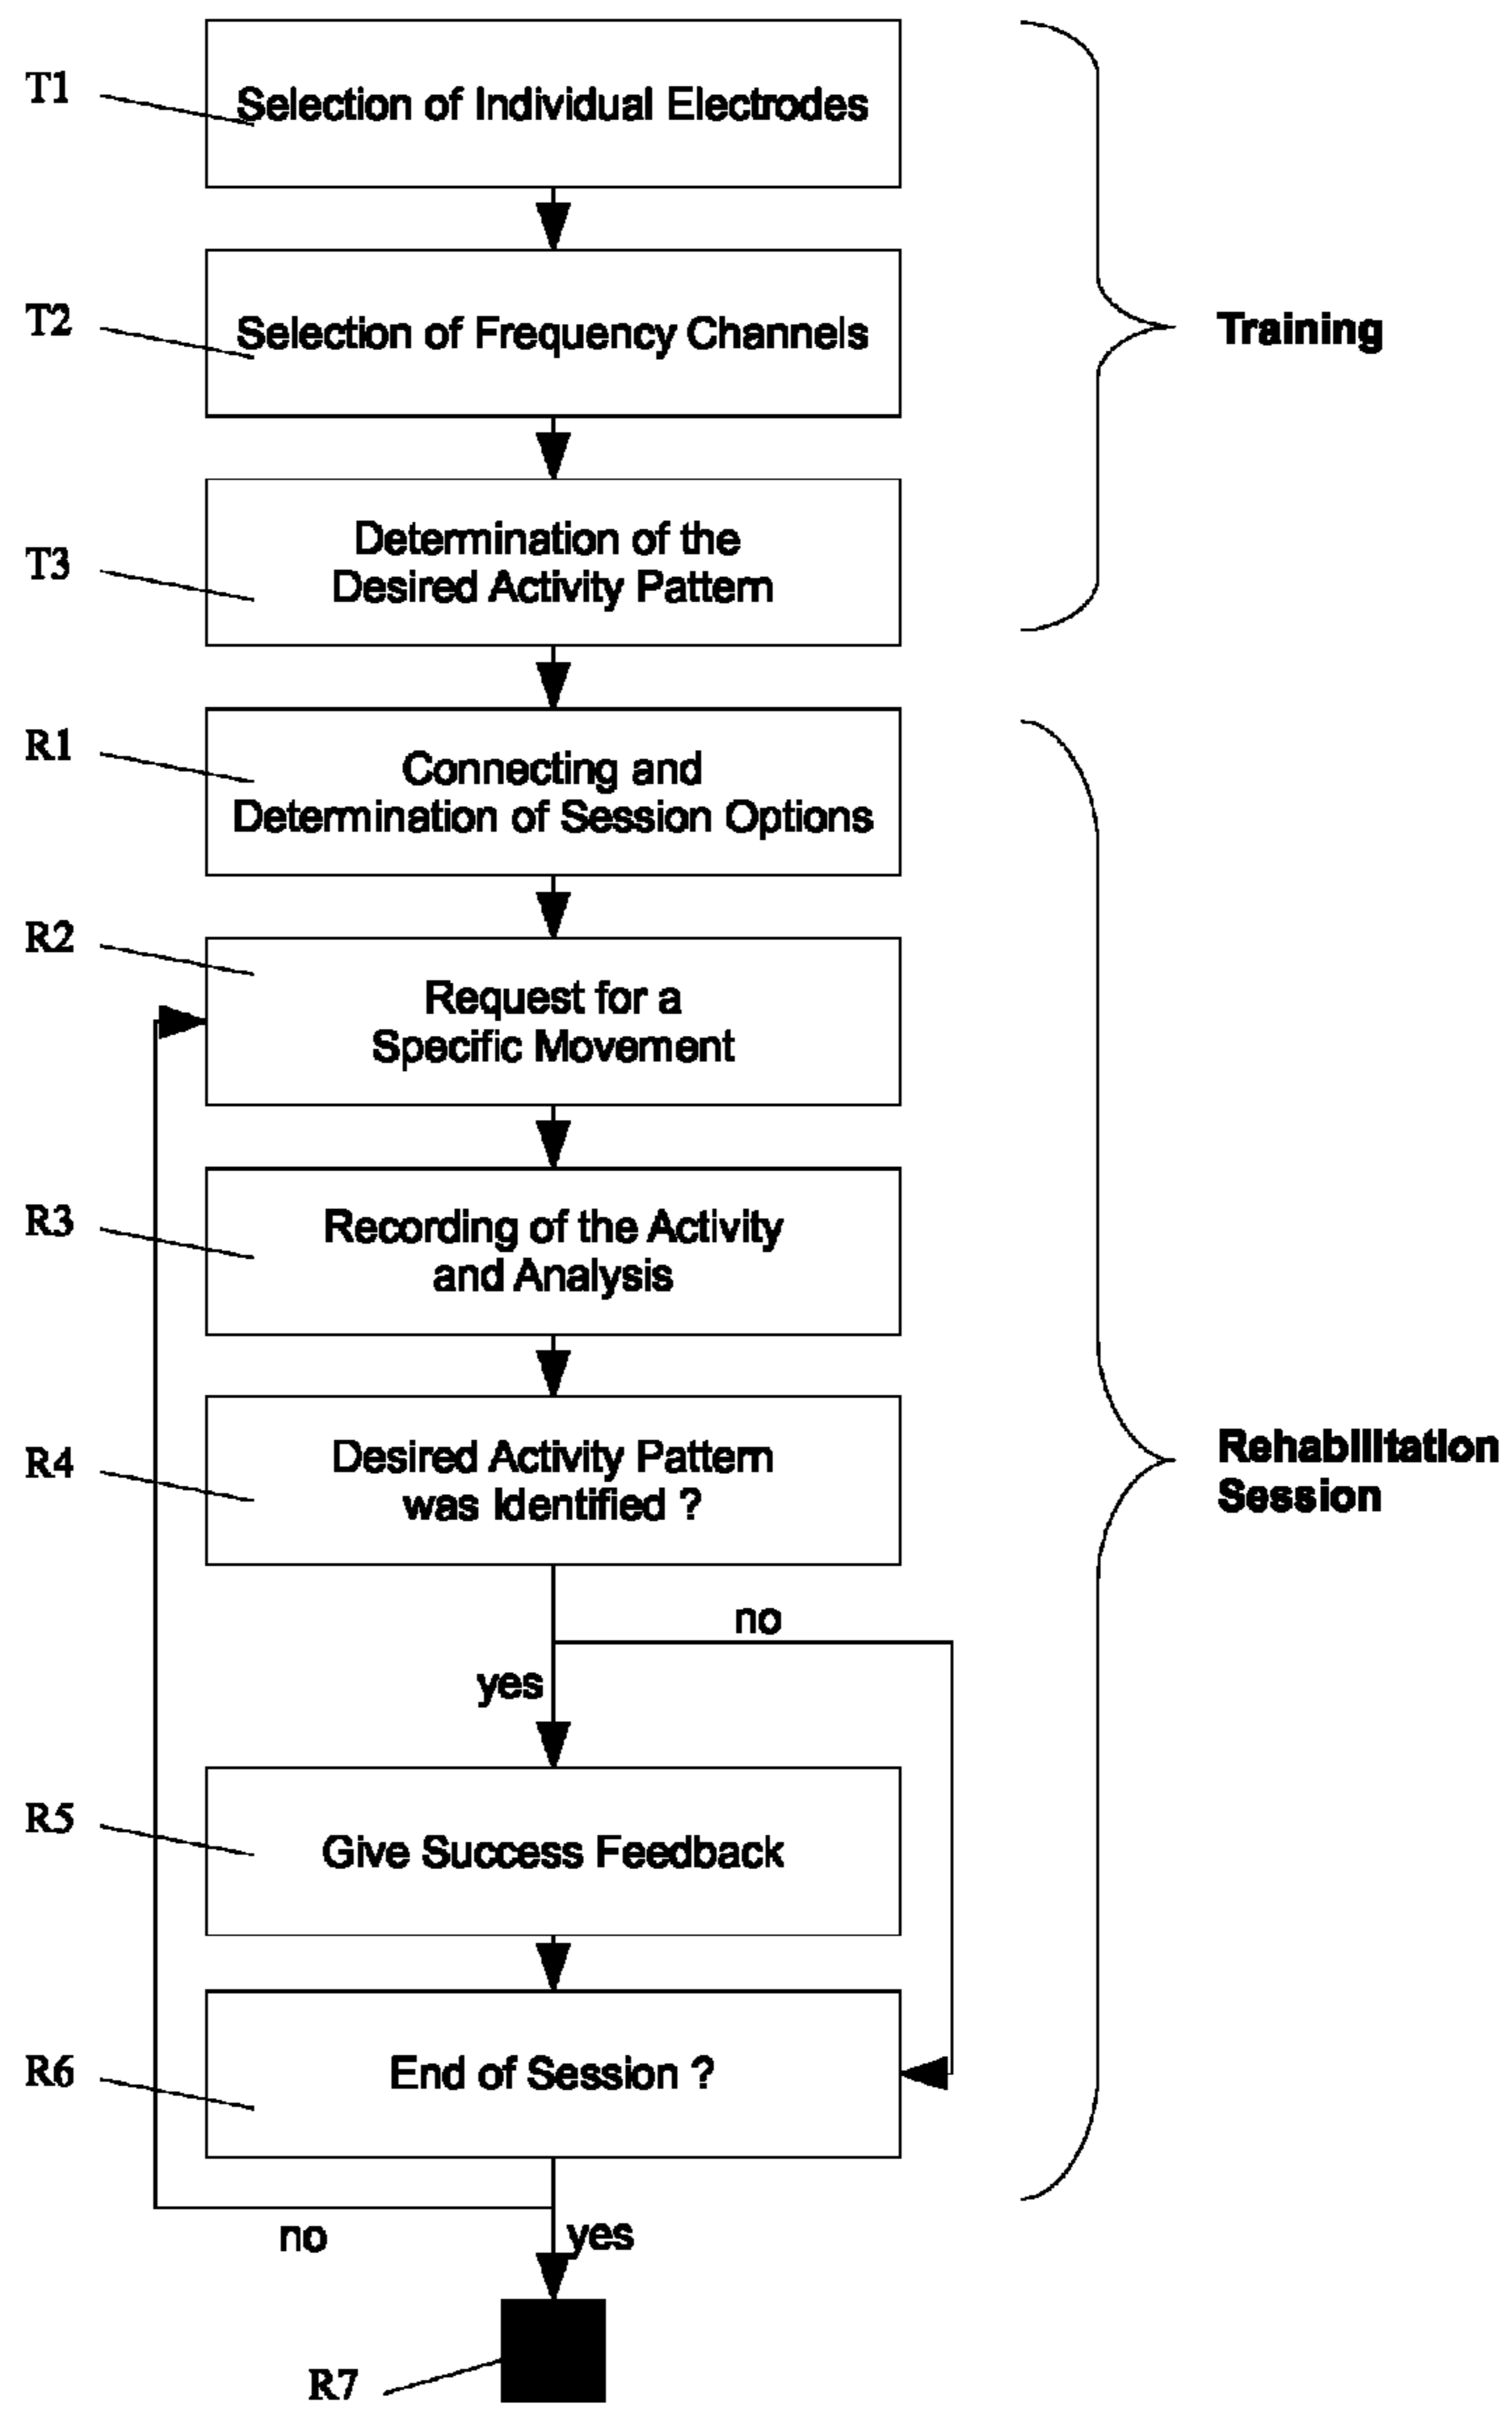 T1
Selection of Individual Electrodes
T2
Selection of Frequency Channels
Training
T3
Determination of the
Desired Activity Pattern
R1
Connecting and
Determination of Session Options
R2
Request for a
Specific Movement
R3
Recording of the Activity
and Analysis
R4
Desired Activity Pattern
was Identified ?
Rehabilitation
Session
no
yes
R5
Give Success Feedback
R6
End of Session ?
no
yes
R7